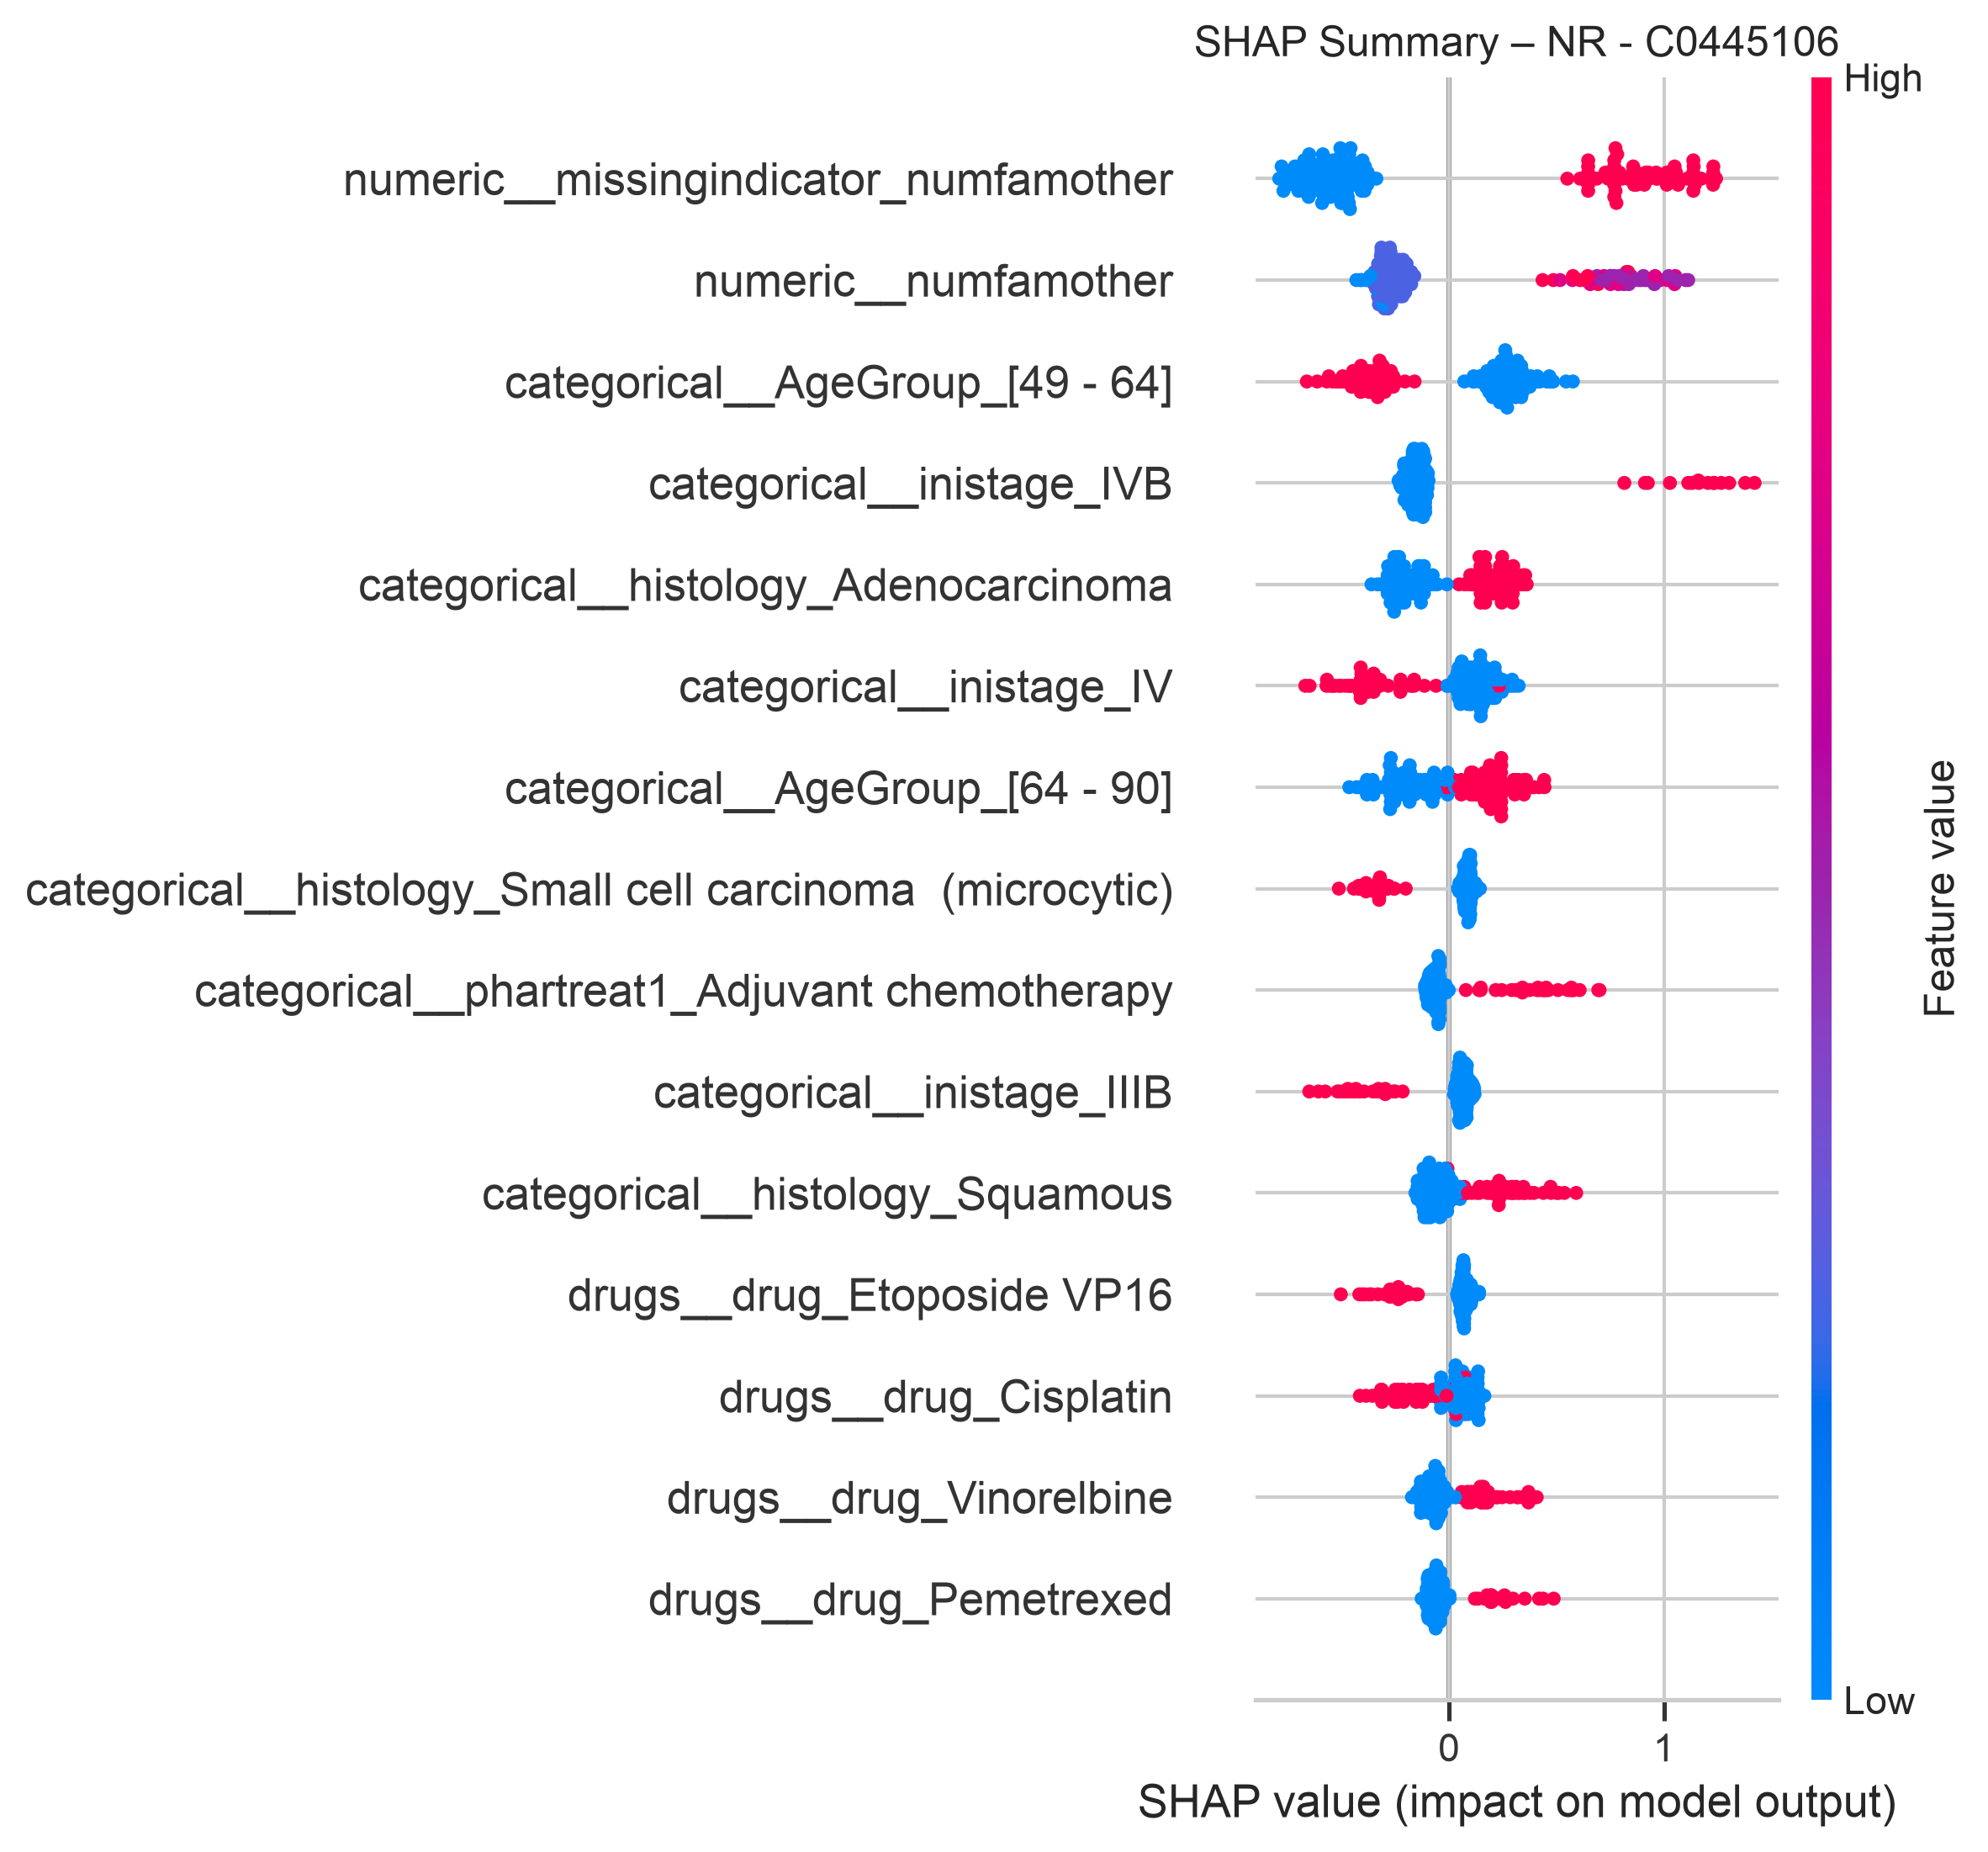 SHAP Summary – NR - C0445106
High
numeric__missingindicator_numfamother
numeric__numfamother
categorical__AgeGroup_[49 - 64]
categorical__inistage_IVB
categorical__histology_Adenocarcinoma
categorical__inistage_IV
categorical__AgeGroup_[64 - 90]
categorical__histology_Small cell carcinoma  (microcytic)
categorical__phartreat1_Adjuvant chemotherapy
categorical__inistage_IIIB
categorical__histology_Squamous
drugs__drug_Etoposide VP16
drugs__drug_Cisplatin
drugs__drug_Vinorelbine
drugs__drug_Pemetrexed
Feature value
Low
0 1
SHAP value (impact on model output)